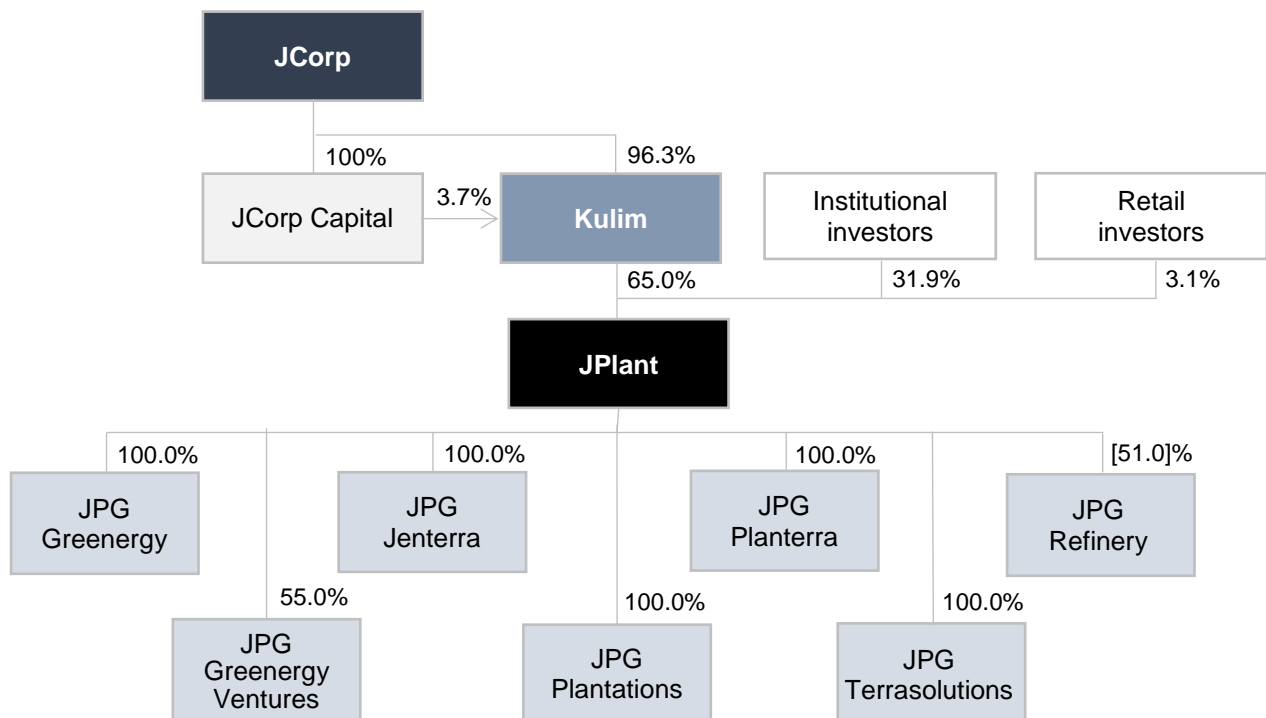 JCorp
100%
96.3%
JCorp Capital
3.7%
Kulim
Institutional
investors
Retail
investors
65.0%
31.9%
3.1%
JPlant
100.0%
JPG
Greenergy
100.0%
JPG
Jenterra
100.0%
JPG
Planterra
[51.0]%
JPG
Refinery
55.0%
JPG
Greenergy
Ventures
100.0%
JPG
Plantations
100.0%
JPG
Terrasolutions